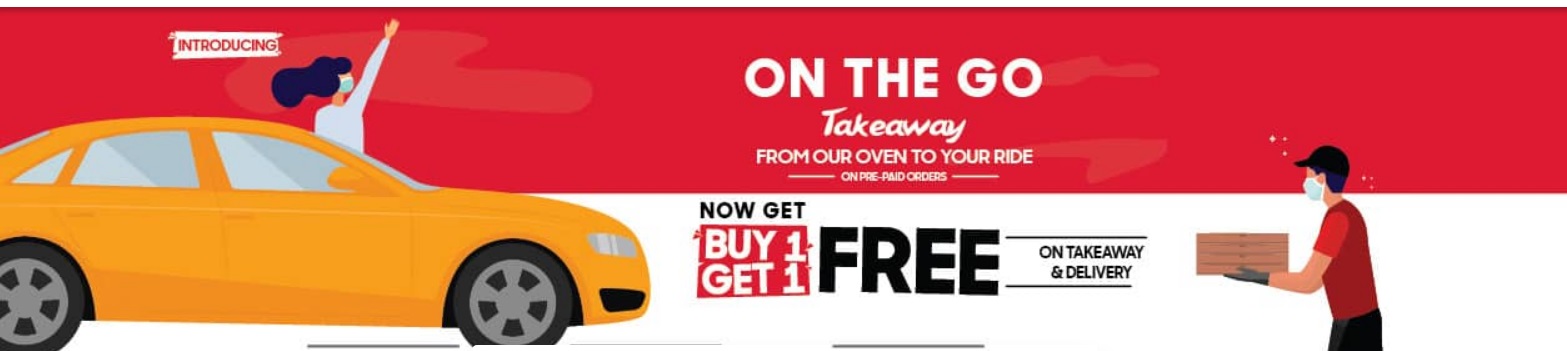 INTRODUCING
ON THE GO
Takeaway
FROM OUR OVEN TO YOUR RIDE
ON PRE-PAID ORDERS
NOW GET
BUY 1
GET 1
FREE
ON TAKEAWAY
& DELIVERY